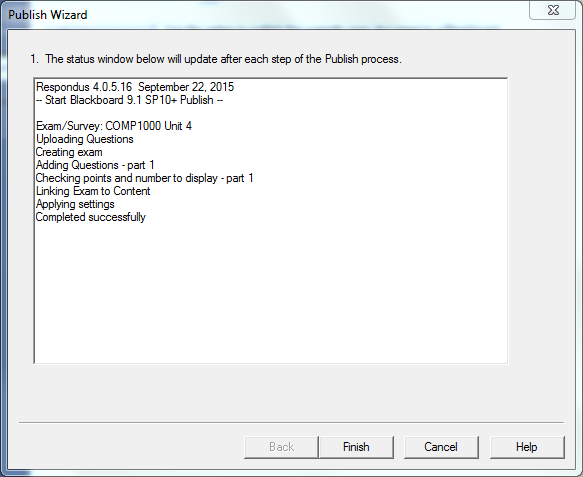 Publish Wizard
1. The status window below will update after each step of the Publish process.
Respondus 4.0.5.16 September 22, 2015
-- Start Blackboard 9.1 SP10+ Publish --
Exam/Survey: COMP1000 Unit 4
Uploading Questions
Creating exam
Adding Questions - part 1
Checking points and number to display - part 1
Linking Exam to Content
Applying settings
Completed successfully
Back Finish Cancel Help